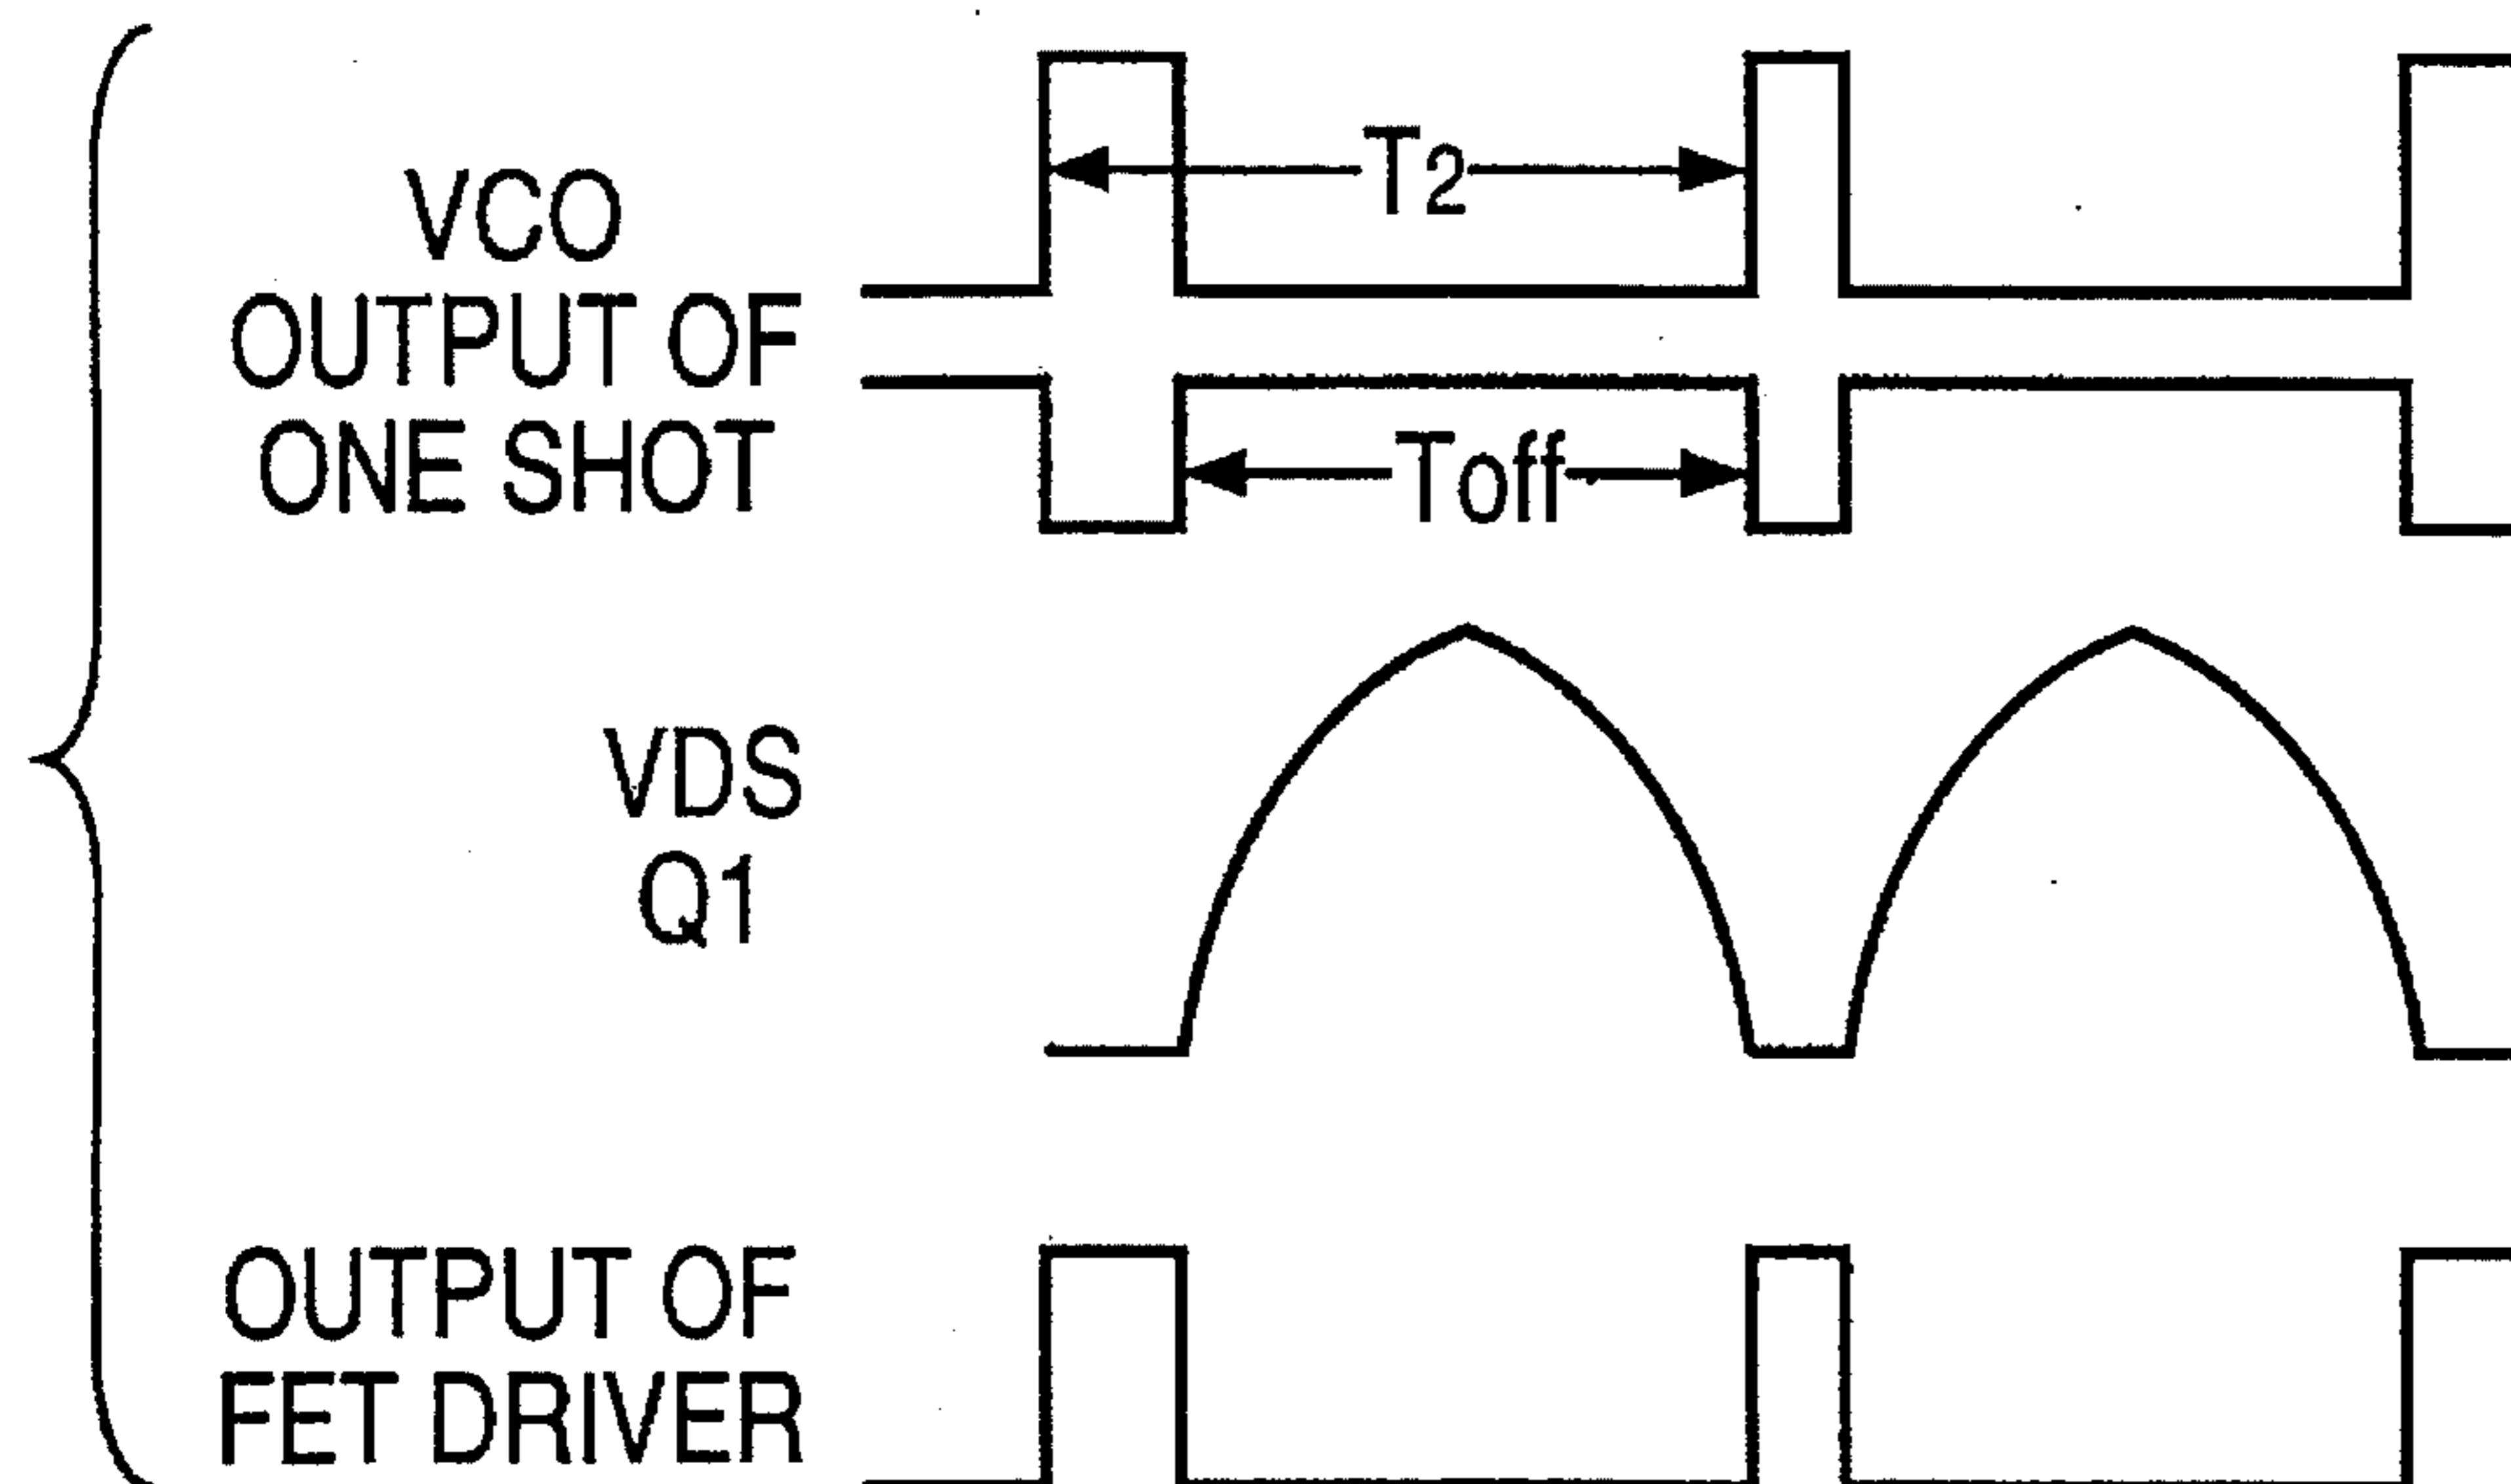 VCO
T2
OUTPUT OF
ONE SHOT
Toff
VDS
Q1
OUTPUT OF
FET DRIVER